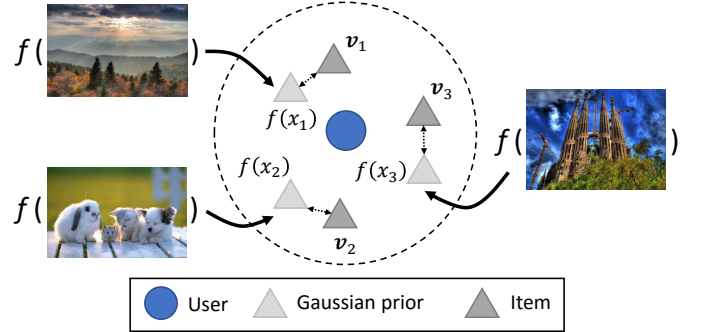 f( )
v₁
f(x₁)
v₃
f(x₃)
f( )
f(x₂)
v₂
f( )
User
Gaussian prior
Item